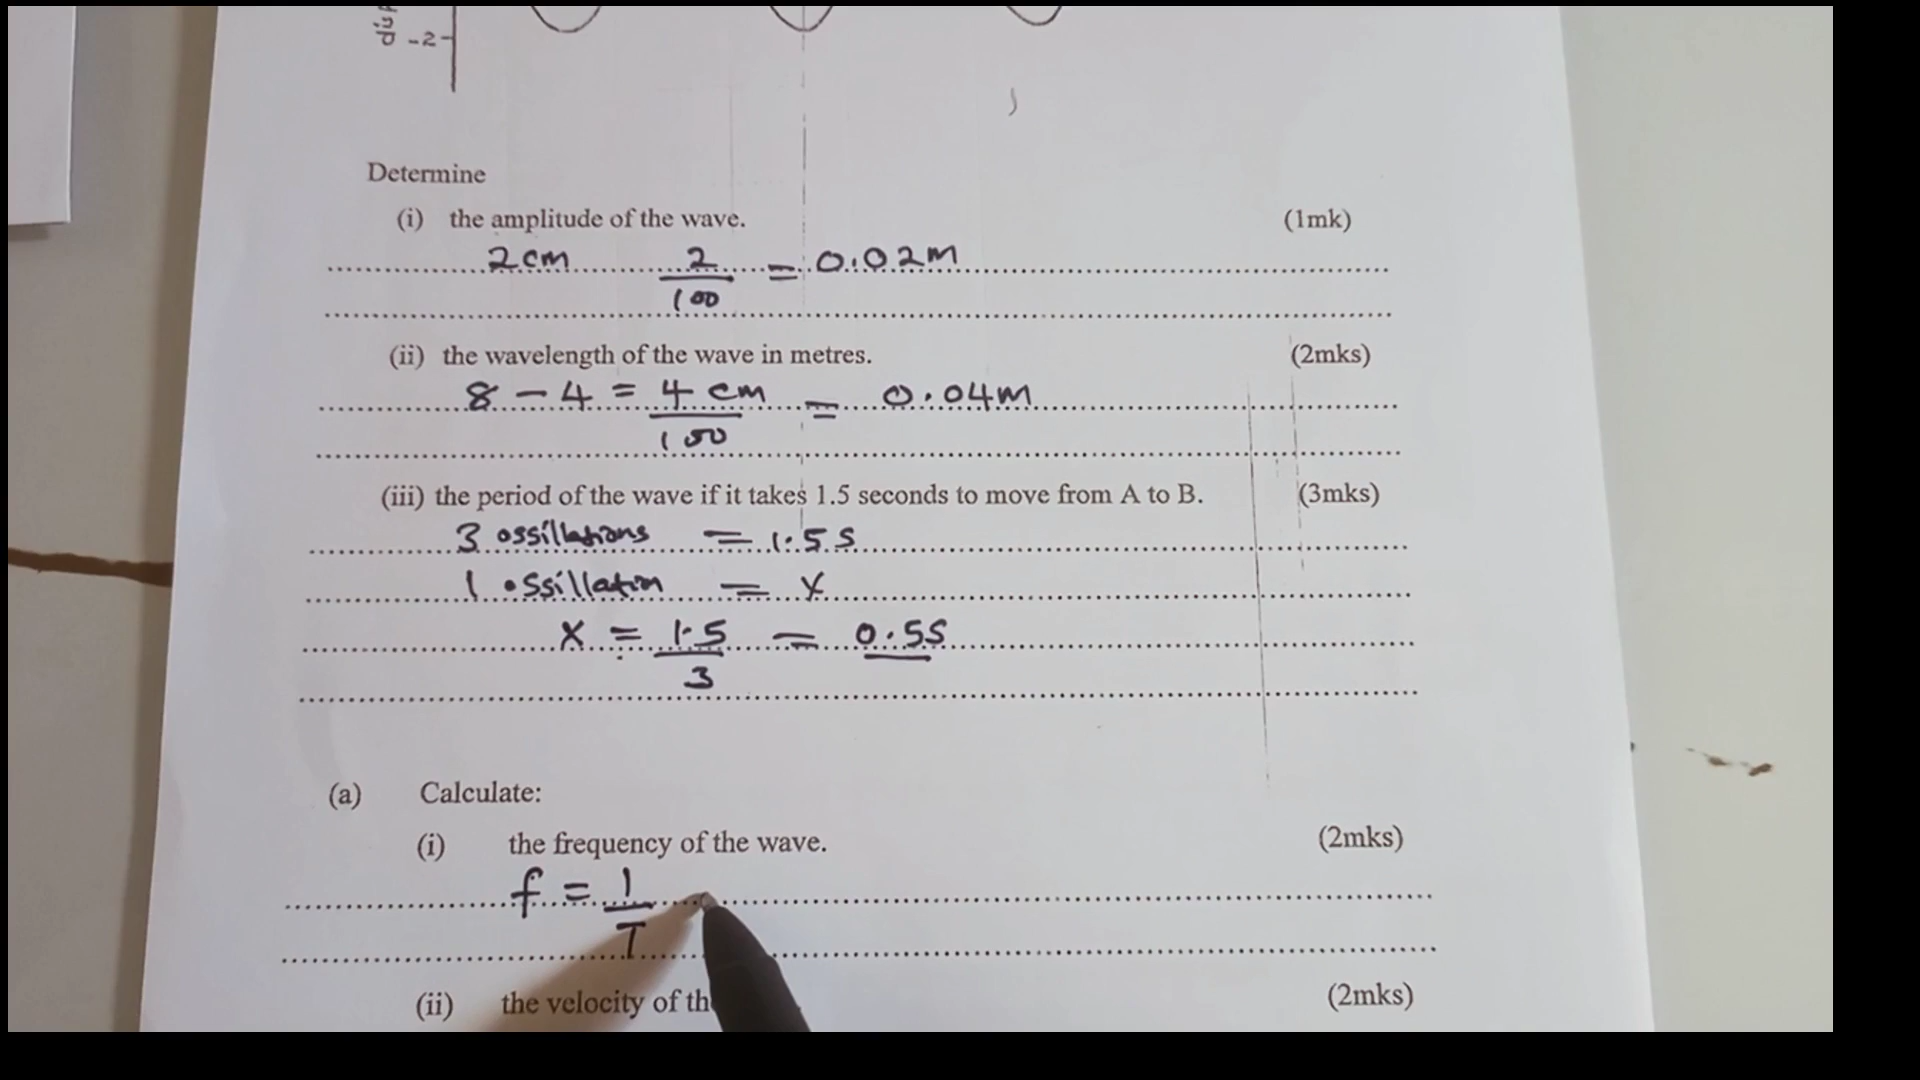 -2
Determine
(i) the amplitude of the wave. (1mk)
2cm 2/100 = 0.02m
(ii) the wavelength of the wave in metres. (2mks)
8 - 4 = 4 cm/100 = 0.04m
(iii) the period of the wave if it takes 1.5 seconds to move from A to B. (3mks)
3 ossillations = 1.5 s
1 ossillation = x
x = 1.5/3 = 0.5s
(a) Calculate:
(i) the frequency of the wave. (2mks)
f = 1/T
(ii) the velocity of (2mks)